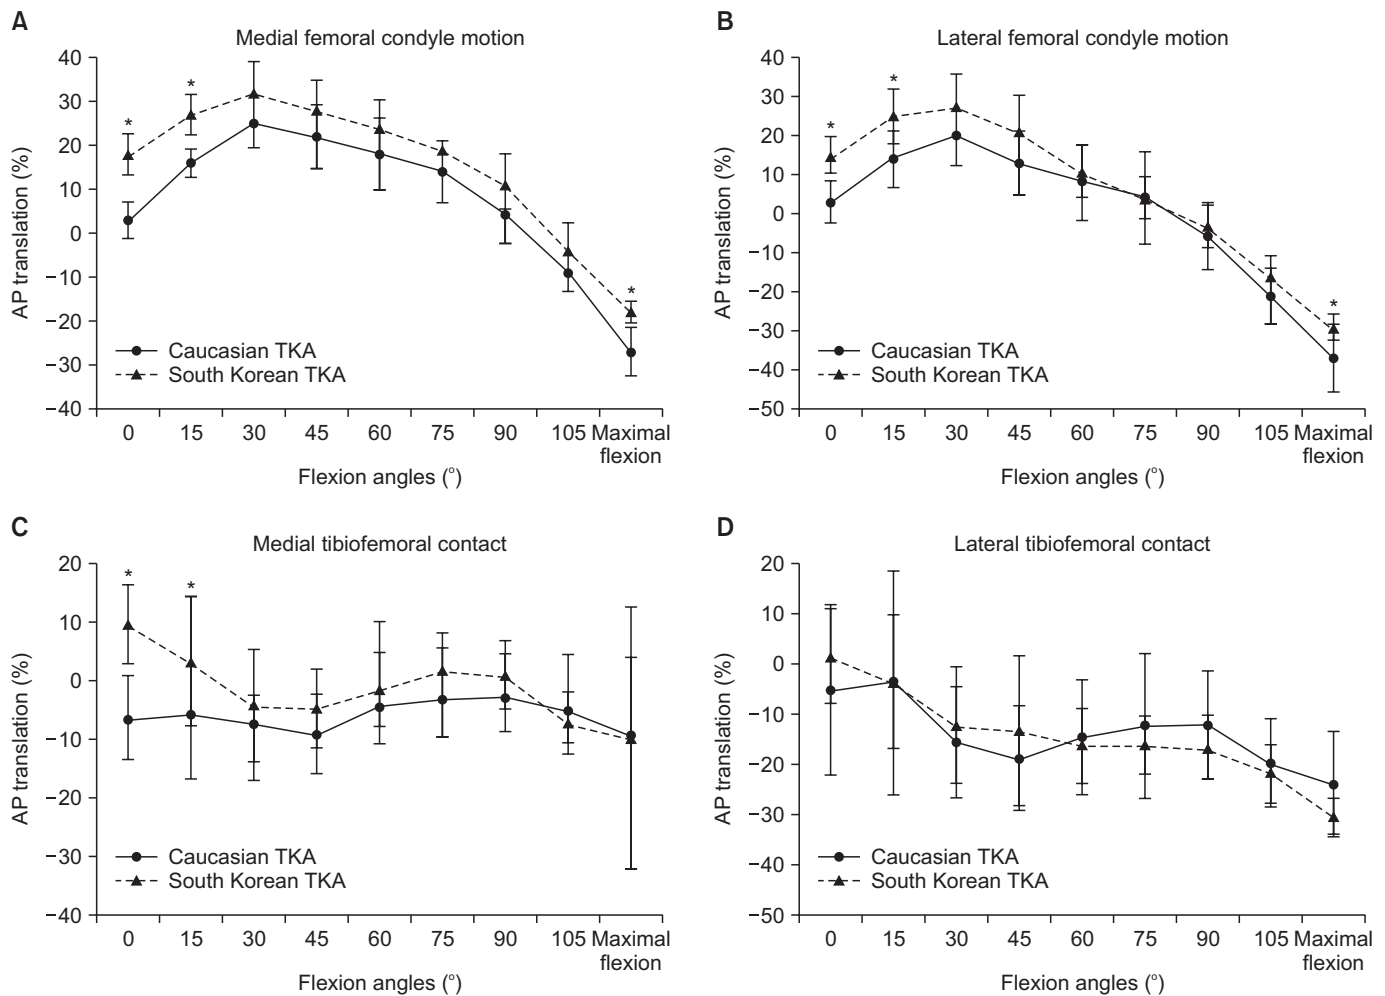 A
Medial femoral condyle motion
40
30
20
10
0
−10
−20
−30
−40
AP translation (%)
* * *
Caucasian TKA
South Korean TKA
0 15 30 45 60 75 90 105 Maximal
flexion
Flexion angles (°)
B
Lateral femoral condyle motion
40
30
20
10
0
−10
−20
−30
−40
−50
AP translation (%)
* * *
Caucasian TKA
South Korean TKA
0 15 30 45 60 75 90 105 Maximal
flexion
Flexion angles (°)
C
Medial tibiofemoral contact
20
10
0
−10
−20
−30
−40
AP translation (%)
* *
Caucasian TKA
South Korean TKA
0 15 30 45 60 75 90 105 Maximal
flexion
Flexion angles (°)
D
Lateral tibiofemoral contact
20
10
0
−10
−20
−30
−40
−50
AP translation (%)
Caucasian TKA
South Korean TKA
0 15 30 45 60 75 90 105 Maximal
flexion
Flexion angles (°)